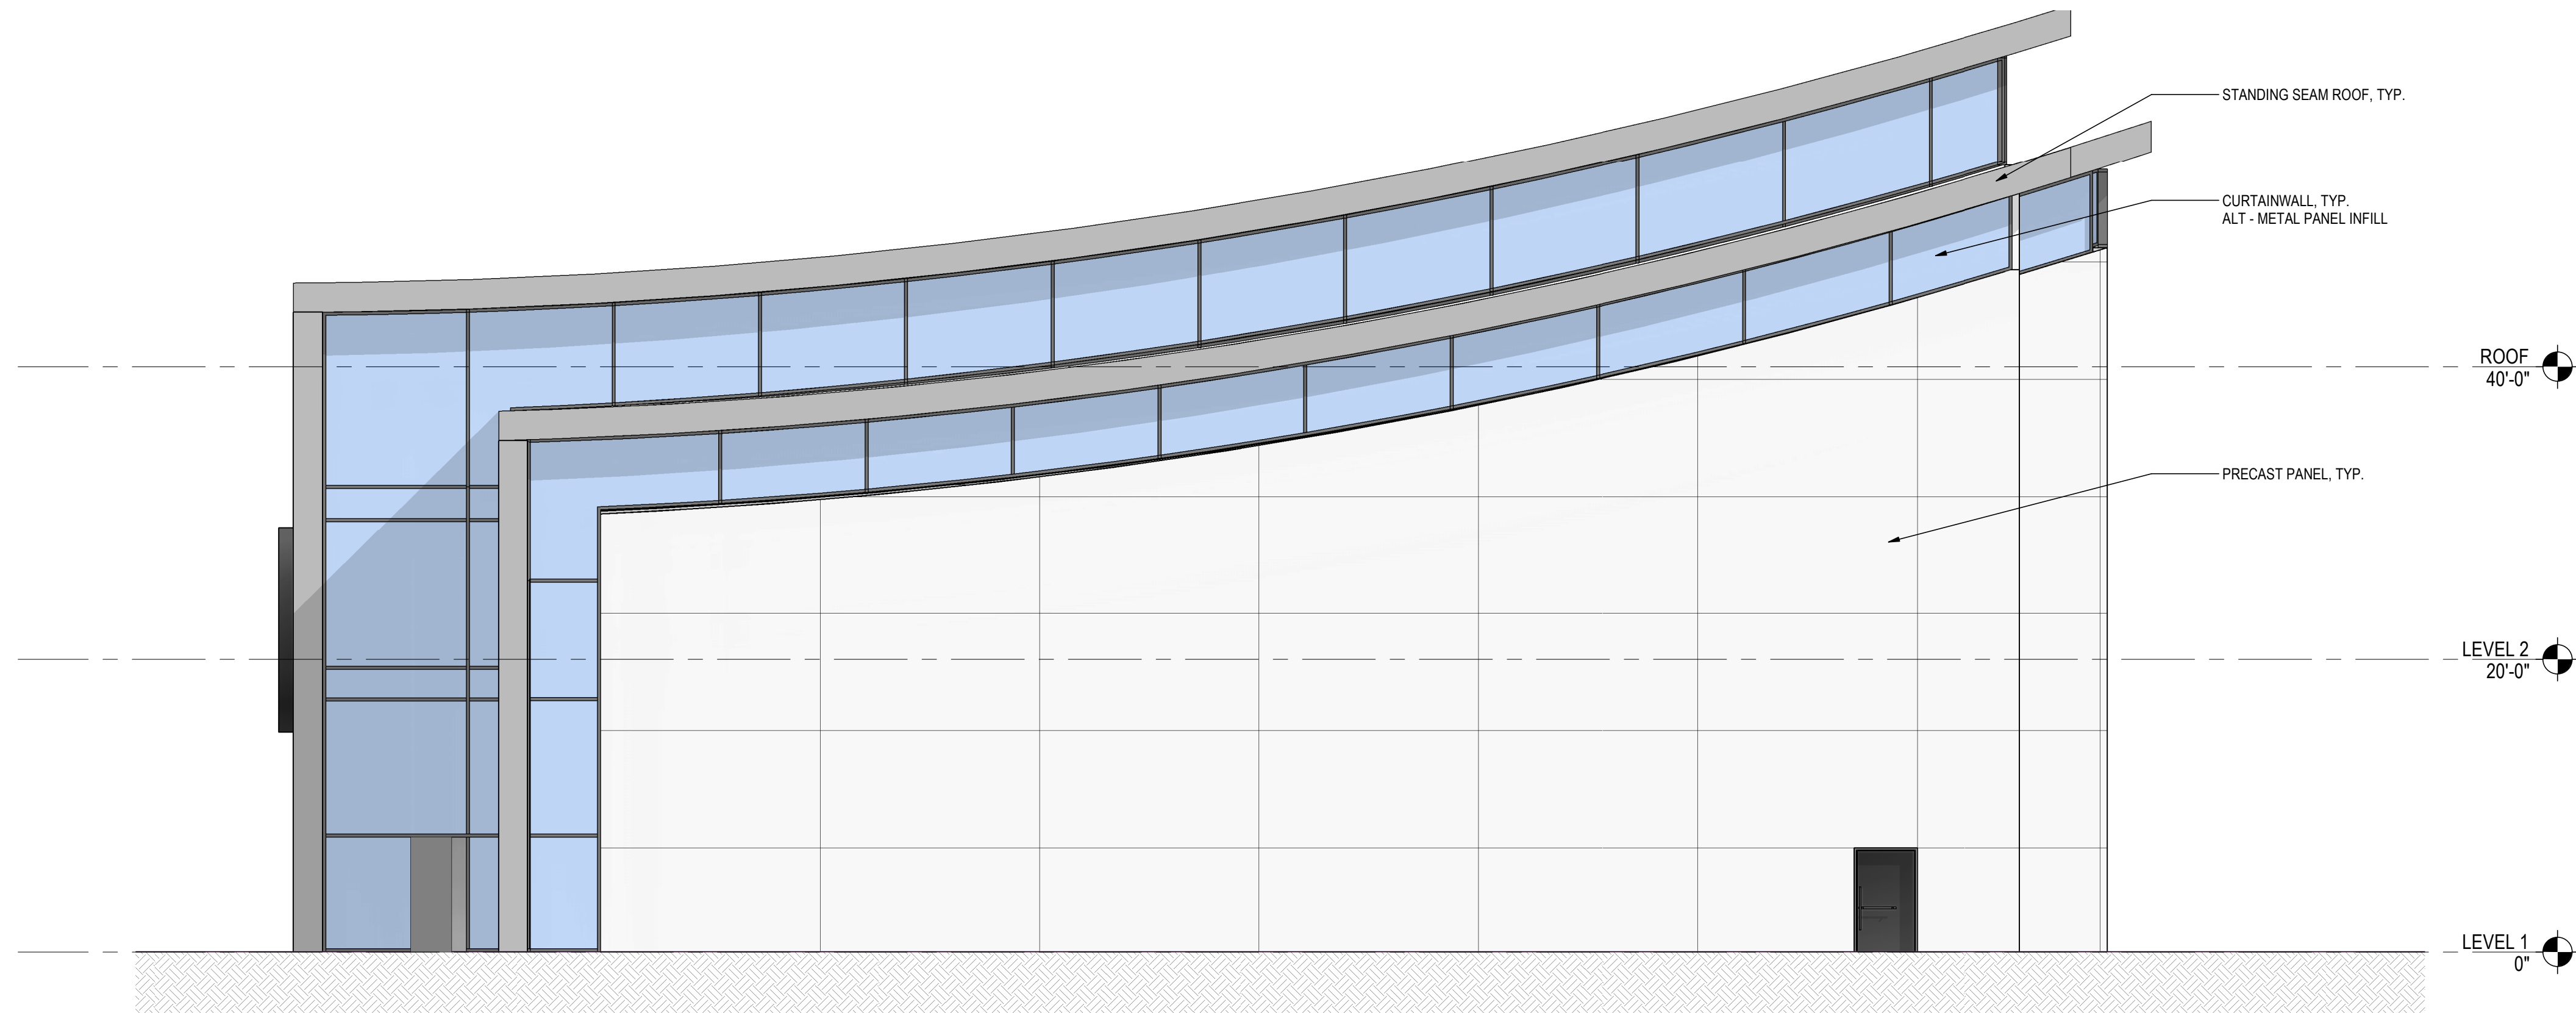 STANDING SEAM ROOF, TYP.
CURTAINWALL, TYP.
ALT - METAL PANEL INFILL
ROOF
40'-0"
PRECAST PANEL, TYP.
LEVEL 2
20'-0"
LEVEL 1
0"